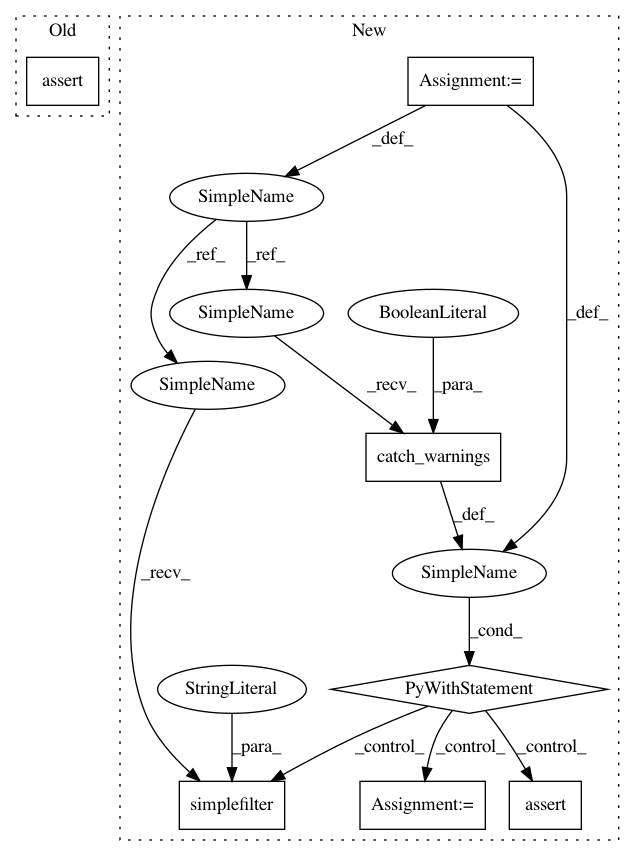 Old
New
assert
Assignment:=
_def_
SimpleName
_ref_
_ref_
SimpleName
BooleanLiteral
_def_
SimpleName
_recv_
_para_
catch_warnings
_def_
_recv_
SimpleName
_cond_
StringLiteral
PyWithStatement
_para_
_control_
_control_
_control_
simplefilter
Assignment:=
assert